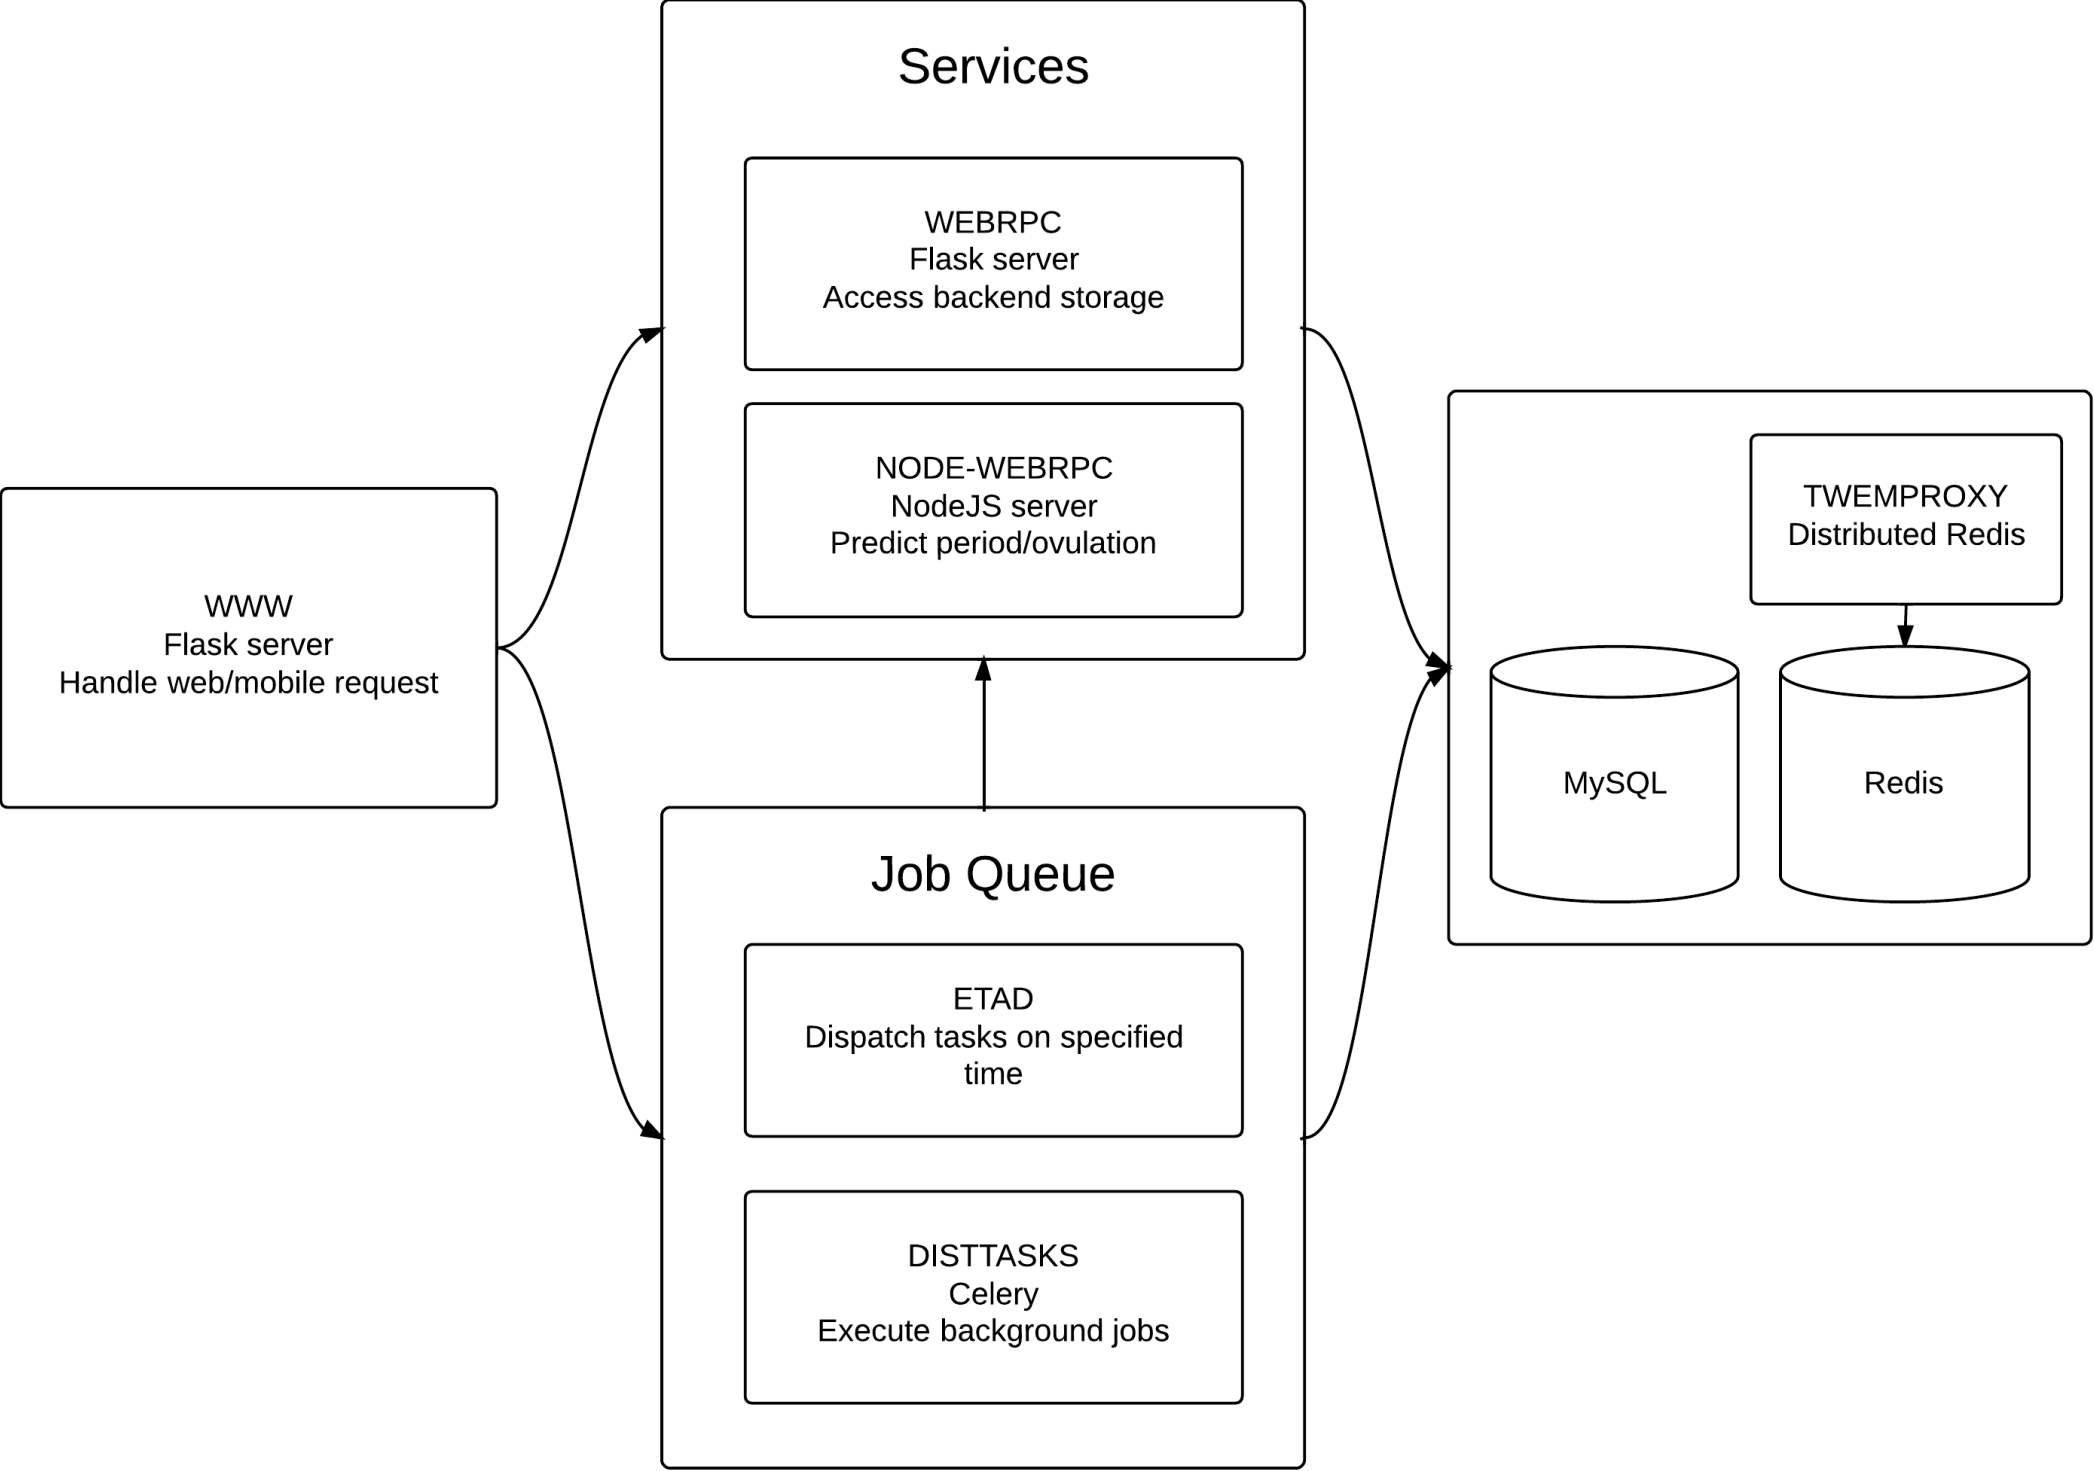 Services
WEBRPC
Flask server
Access backend storage
NODE-WEBRPC
NodeJS server
Predict period/ovulation
WWW
Flask server
Handle web/mobile request
TWEMPROXY
Distributed Redis
MySQL
Redis
Job Queue
ETAD
Dispatch tasks on specified
time
DISTTASKS
Celery
Execute background jobs